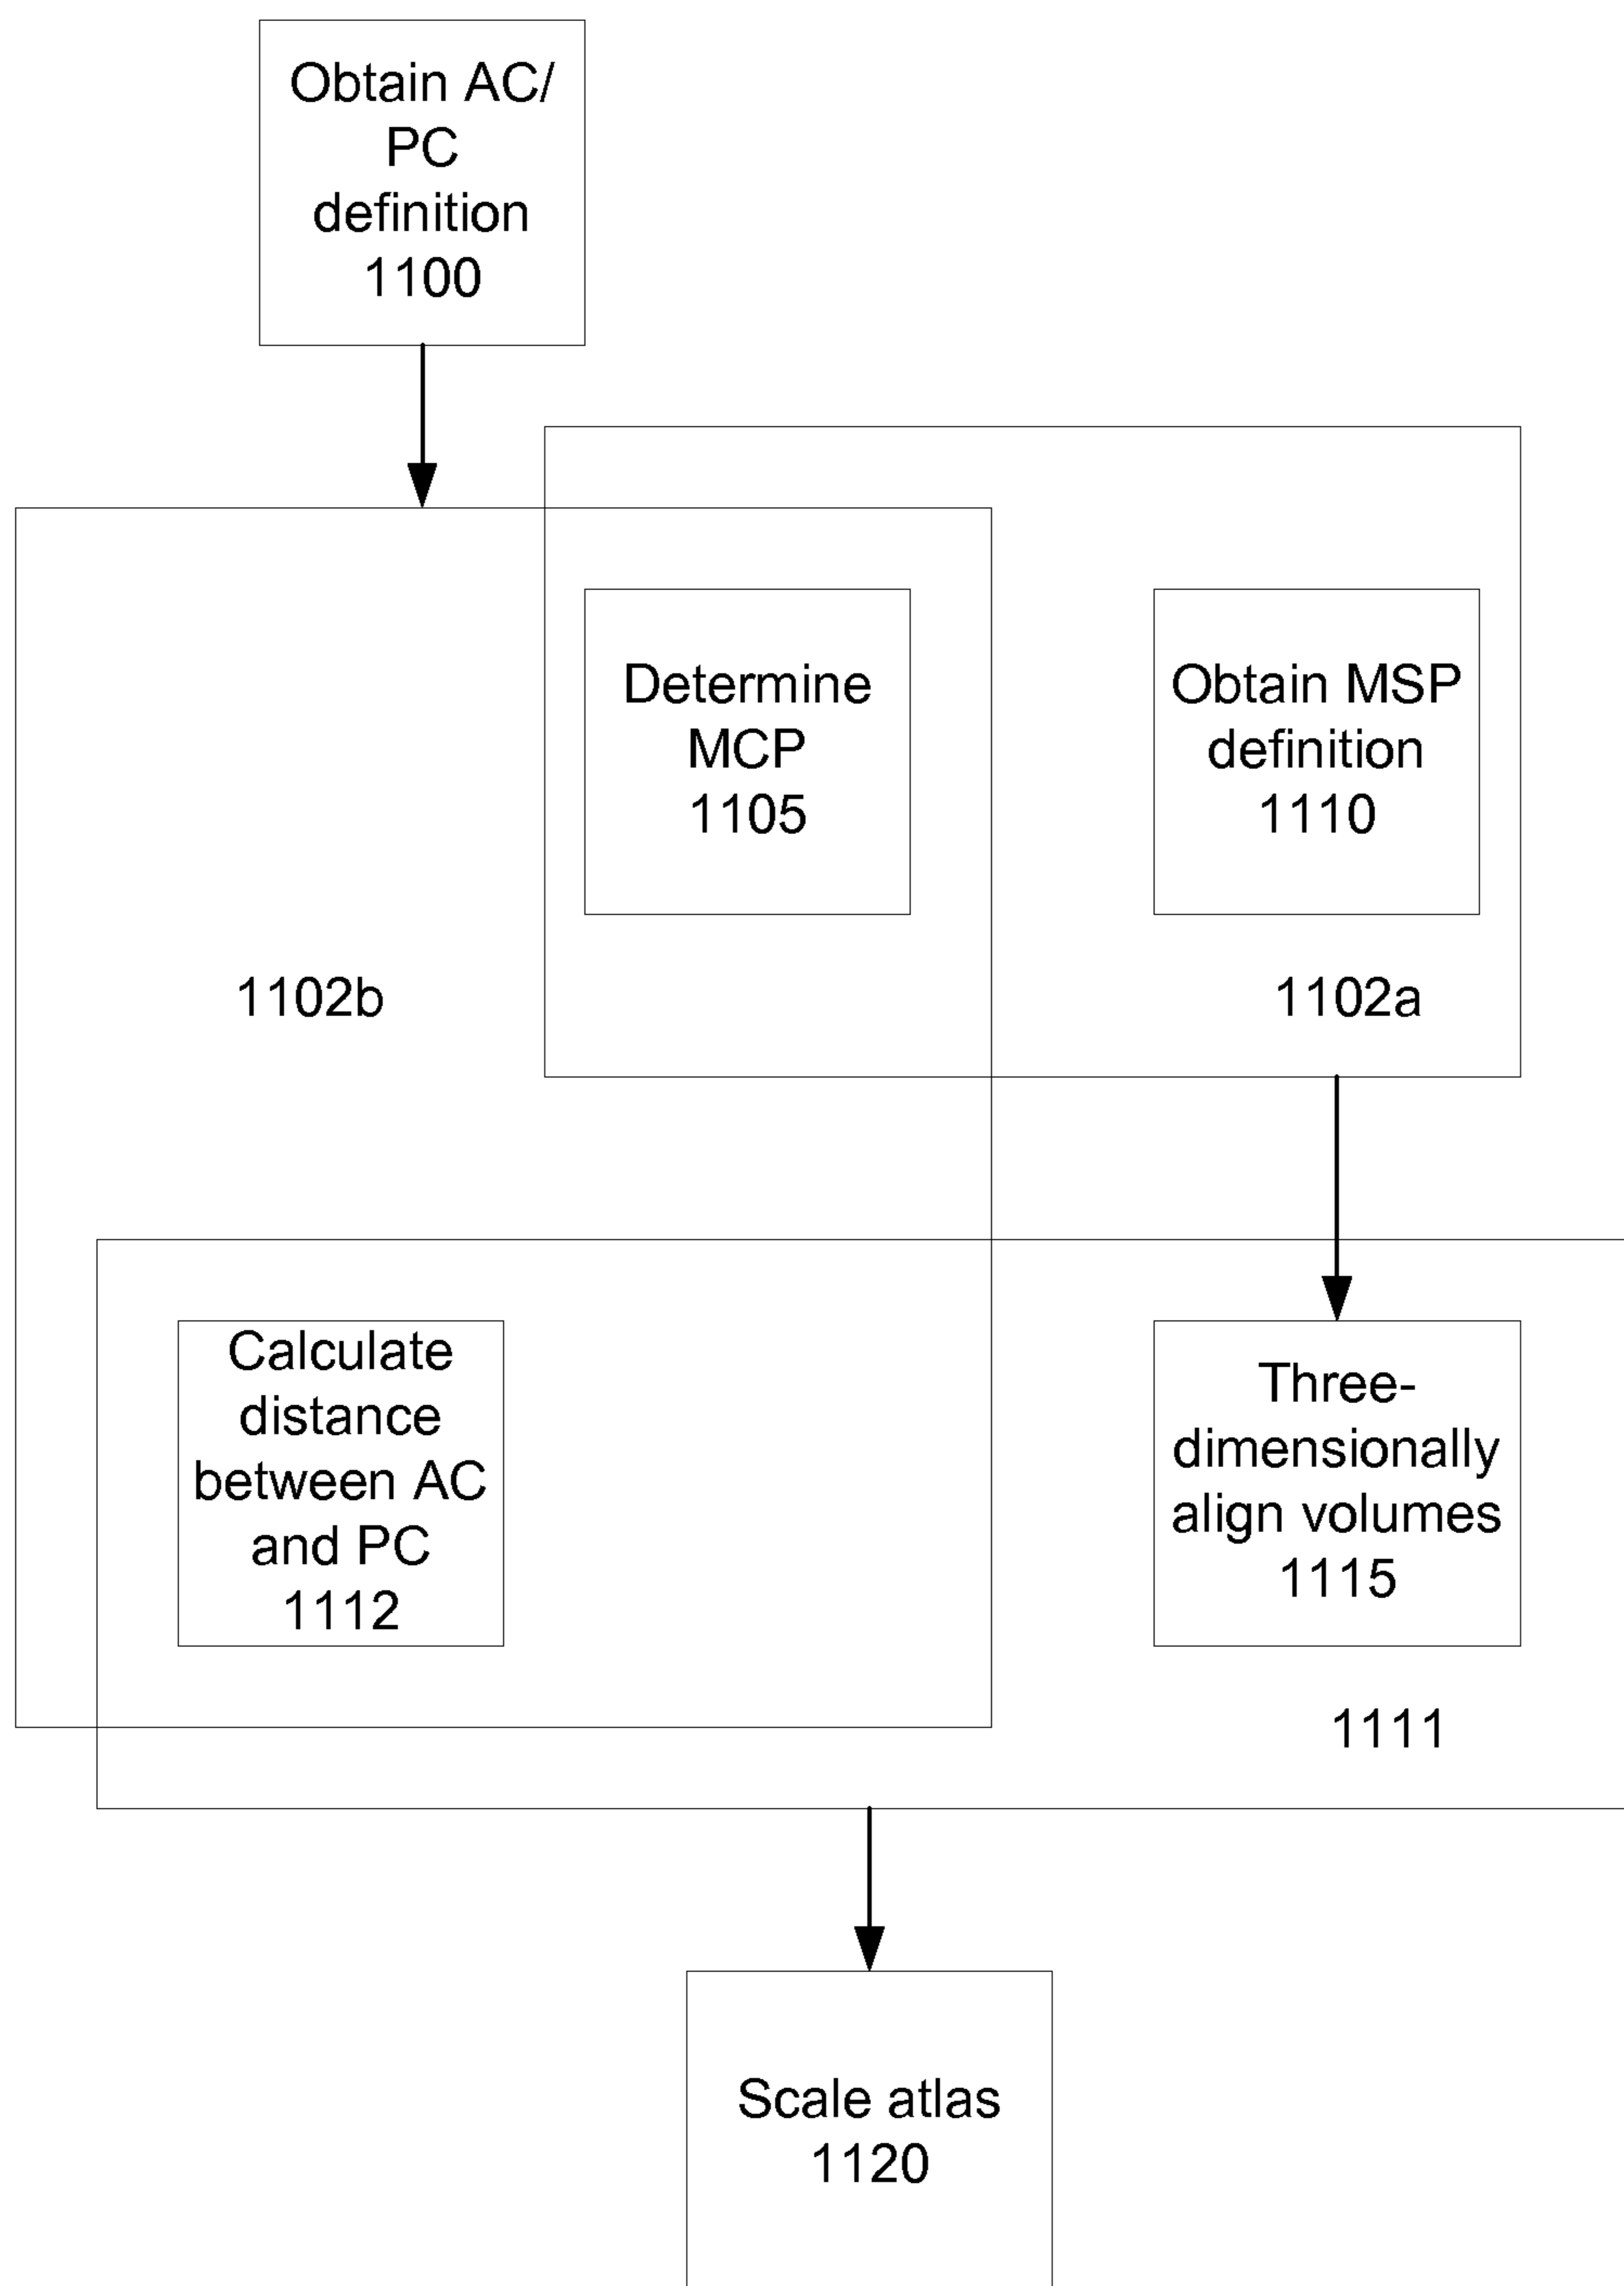 Obtain AC/
PC
definition
1100
Determine
MCP
1105
Obtain MSP
definition
1110
1102b
1102a
Calculate
distance
between AC
and PC
1112
Three-
dimensionally
align volumes
1115
1111
Scale atlas
1120